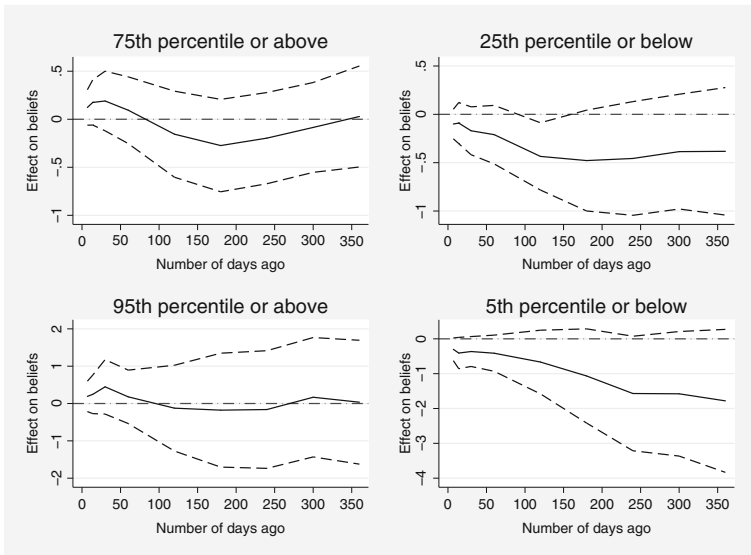 75th percentile or above
Effect on beliefs
.5
0
-.5
-1
0 50 100 150 200 250 300 350
Number of days ago
25th percentile or below
Effect on beliefs
.5
0
-.5
-1
0 50 100 150 200 250 300 350
Number of days ago
95th percentile or above
Effect on beliefs
2
1
0
-1
-2
0 50 100 150 200 250 300 350
Number of days ago
5th percentile or below
Effect on beliefs
0
-1
-2
-3
-4
0 50 100 150 200 250 300 350
Number of days ago